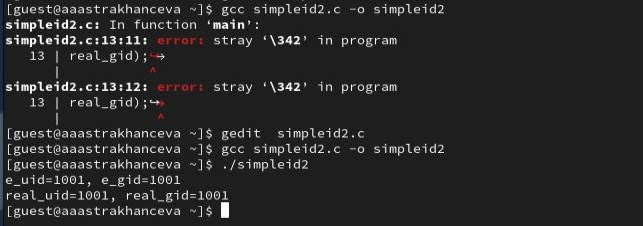 [guest@aaastrakhanceva ~]$ gcc simpleid2.c -o simpleid2
simpleid2.c: In function ‘main’:
simpleid2.c:13:11: error: stray ‘\342’ in program
13 | real_gid);↪→
| ^
simpleid2.c:13:12: error: stray ‘\342’ in program
13 | real_gid);↪→
| ^
[guest@aaastrakhanceva ~]$ gedit  simpleid2.c
[guest@aaastrakhanceva ~]$ gcc simpleid2.c -o simpleid2
[guest@aaastrakhanceva ~]$ ./simpleid2
e_uid=1001, e_gid=1001
real_uid=1001, real_gid=1001
[guest@aaastrakhanceva ~]$